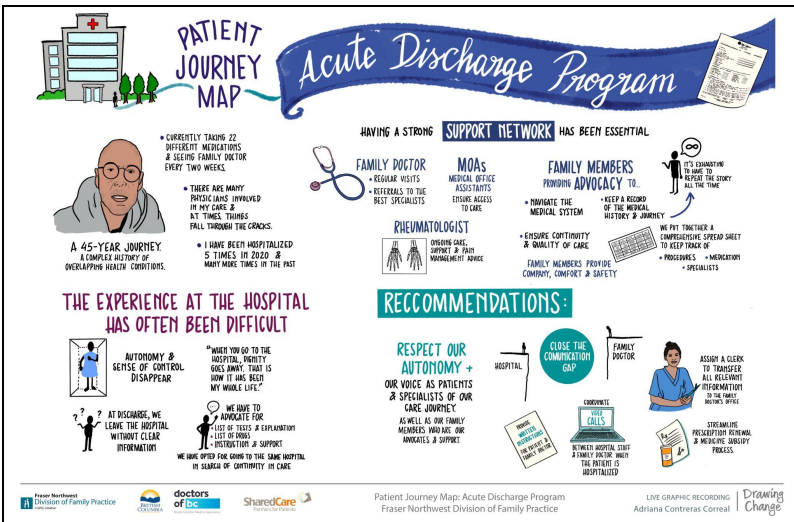 PATIENT
JOURNEY
MAP
Acute Discharge Program
• CURRENTLY TAKING 22
DIFFERENT MEDICATIONS
& SEEING FAMILY DOCTOR
EVERY TWO WEEKS.
• THERE ARE MANY
PHYSICIANS INVOLVED
IN MY CARE &
AT TIMES, THINGS
FALL THROUGH THE CRACKS.
• I HAVE BEEN HOSPITALIZED
5 TIMES IN 2020 &
MANY MORE TIMES IN THE PAST
A 45-YEAR JOURNEY.
A COMPLEX HISTORY OF
OVERLAPPING HEALTH CONDITIONS.
HAVING A STRONG SUPPORT NETWORK HAS BEEN ESSENTIAL
FAMILY DOCTOR
• REGULAR VISITS
• REFERRALS TO THE
BEST SPECIALISTS
MOAs
MEDICAL OFFICE
ASSISTANTS
ENSURE ACCESS
TO CARE
RHEUMATOLOGIST
ONGOING CARE,
SUPPORT & PAIN
MANAGEMENT ADVICE
FAMILY MEMBERS
PROVIDING ADVOCACY TO..
• NAVIGATE THE
MEDICAL SYSTEM
• KEEP A RECORD
OF THE MEDICAL
HISTORY & JOURNEY
• ENSURE CONTINUITY
& QUALITY OF CARE
FAMILY MEMBERS PROVIDE
COMPANY, COMFORT & SAFETY
∞
IT'S EXHAUSTING
TO HAVE TO
REPEAT THE STORY
ALL THE TIME
WE PUT TOGETHER A
COMPREHENSIVE SPREAD SHEET
TO KEEP TRACK OF
• PROCEDURES • MEDICATION
• SPECIALISTS
THE EXPERIENCE AT THE HOSPITAL
HAS OFTEN BEEN DIFFICULT
AUTONOMY &
SENSE OF CONTROL
DISAPPEAR
"WHEN YOU GO TO THE
HOSPITAL, DIGNITY
GOES AWAY. THAT IS
HOW IT HAS BEEN
MY WHOLE LIFE."
? ? ?
AT DISCHARGE, WE
LEAVE THE HOSPITAL
WITHOUT CLEAR
INFORMATION
WE HAVE TO
ADVOCATE FOR
• LIST OF TESTS & EXPLANATION
• LIST OF DRUGS
• INSTRUCTION & SUPPORT
WE HAVE OPTED FOR GOING TO THE SAME HOSPITAL
IN SEARCH OF CONTINUITY IN CARE
RECCOMMENDATIONS:
RESPECT OUR
AUTONOMY +
OUR VOICE AS PATIENTS
& SPECIALISTS OF OUR
CARE JOURNEY.
AS WELL AS OUR FAMILY
MEMBERS WHO ARE OUR
ADVOCATES & SUPPORT.
HOSPITAL
CLOSE THE
COMUNICATION
GAP
FAMILY
DOCTOR
PROVIDE
WRITTEN
INSTRUCTIONS
FOR PATIENT &
FAMILY DOCTOR.
COORDINATE
VIDEO
CALLS
BETWEEN HOSPITAL STAFF
& FAMILY DOCTOR WHEN
THE PATIENT IS
HOSPITALIZED
ASSIGN A CLERK
TO TRANSFER
ALL RELEVANT
INFORMATION
TO THE FAMILY
DOCTOR'S OFFICE
STREAMLINE
PRESCRIPTION RENEWAL
& MEDICINE SUBSIDY
PROCESS.
Fraser Northwest
Division of Family Practice
BRITISH
COLUMBIA
doctors
of bc
SharedCare
Partners for Patients
Patient Journey Map: Acute Discharge Program
Fraser Northwest Division of Family Practice
LIVE GRAPHIC RECORDING
Adriana Contreras Correal
Drawing
Change